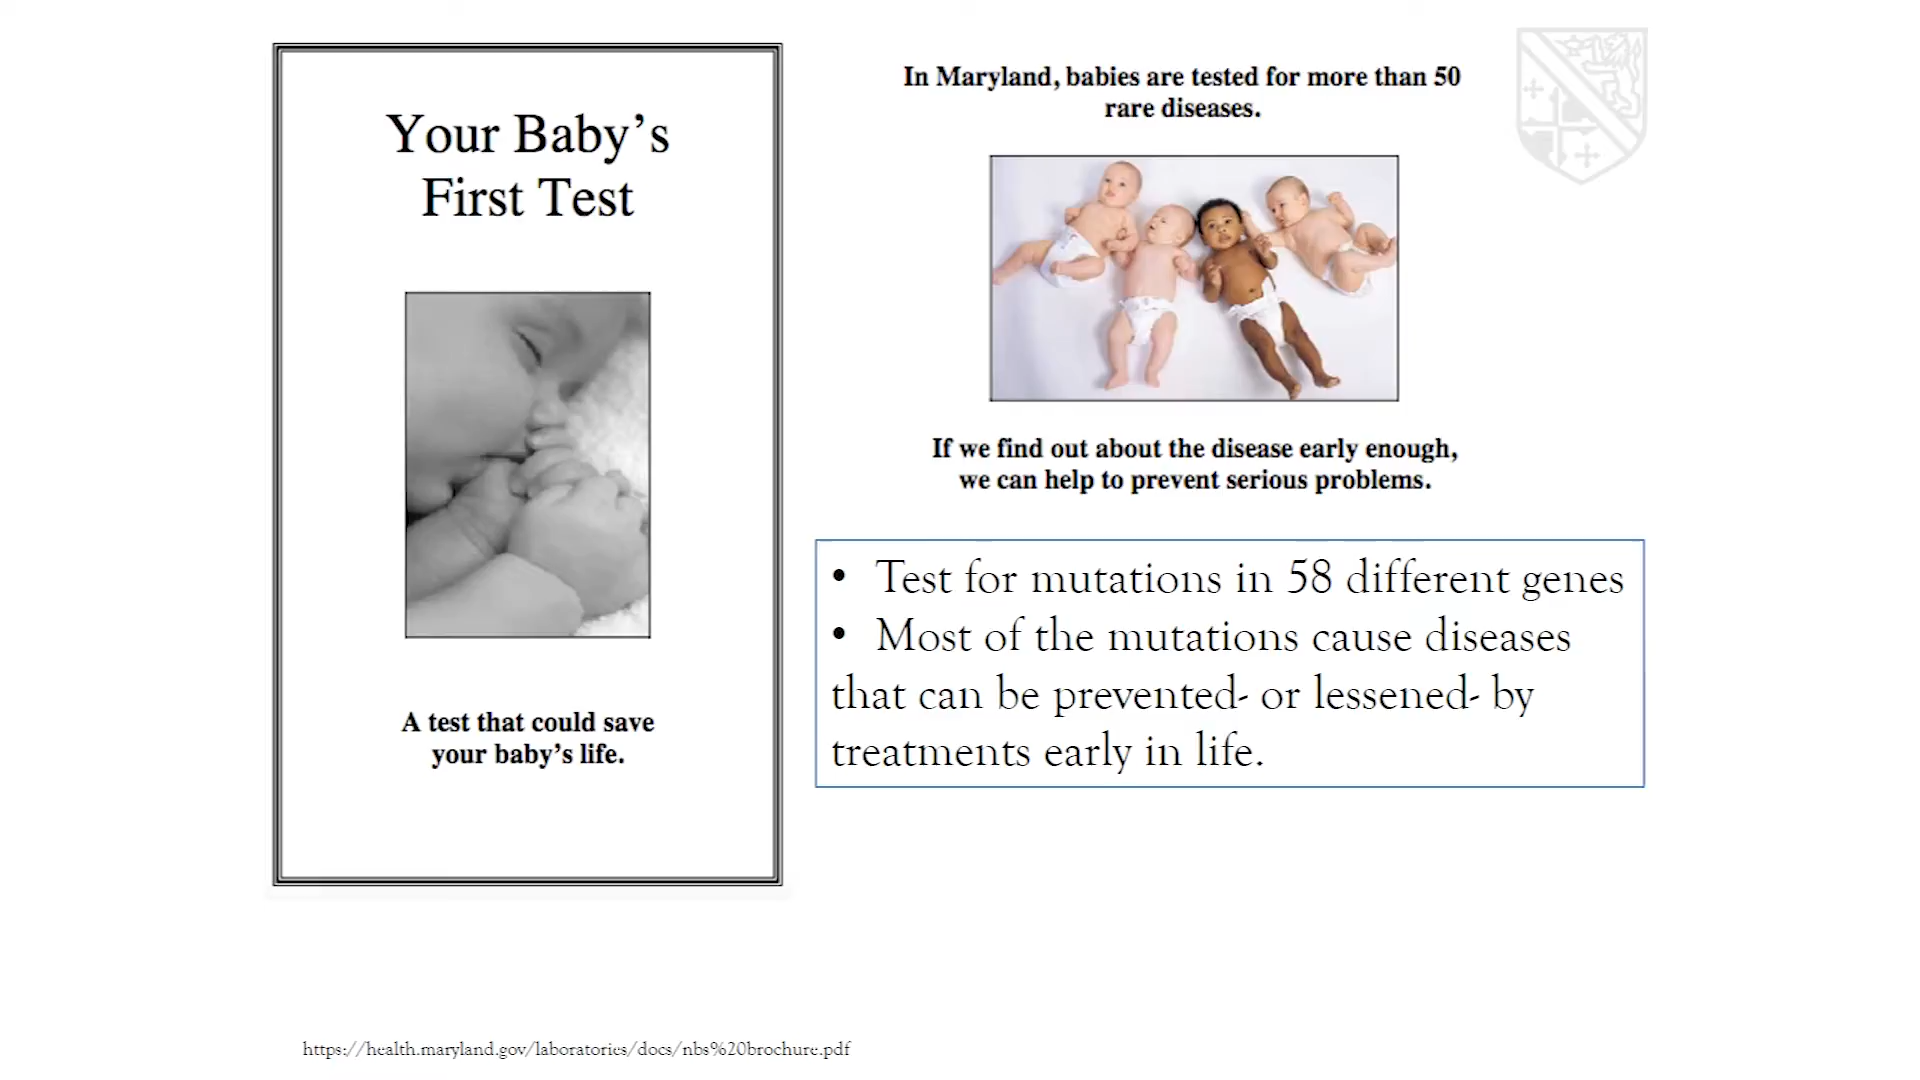 Your Baby’s
First Test
A test that could save
your baby’s life.
In Maryland, babies are tested for more than 50
rare diseases.
If we find out about the disease early enough,
we can help to prevent serious problems.
• Test for mutations in 58 different genes
• Most of the mutations cause diseases
that can be prevented- or lessened- by
treatments early in life.
https://health.maryland.gov/laboratories/docs/nbs%20brochure.pdf